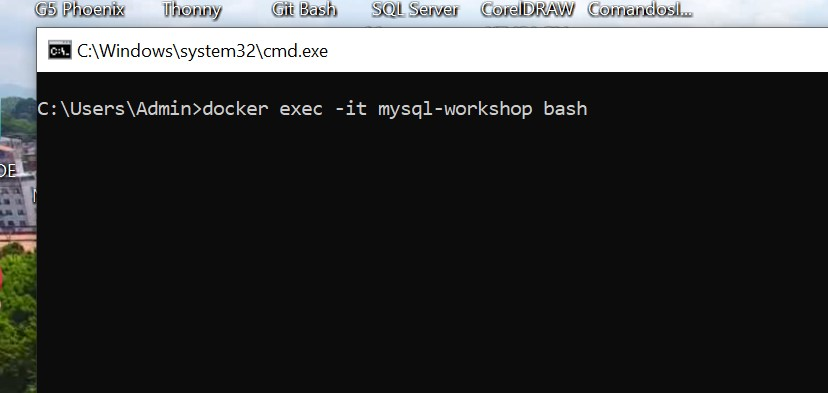 G5 Phoenix Thonny Git Bash SQL Server CorelDRAW Comandosl...
C:\Windows\system32\cmd.exe
C:\Users\Admin>docker exec -it mysql-workshop bash